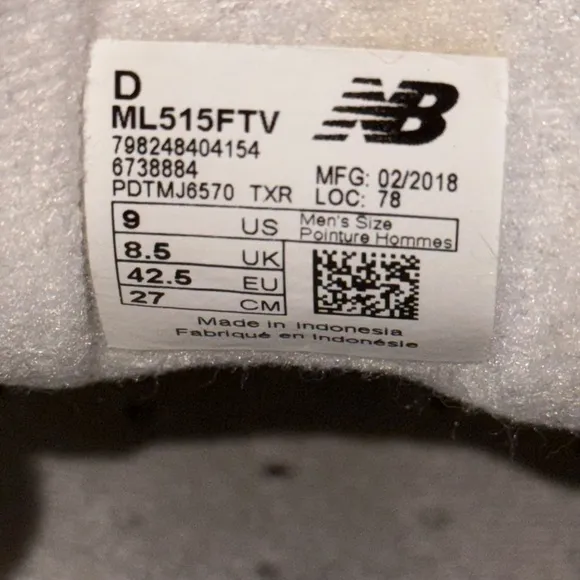 D
NB
ML515FTV
798248404154
6738884
MFG: 02/2018
PDTMJ6570 TXR
LOC: 78
9 US
Men's Size
Pointure Hommes
8.5 UK
42.5 EU
27 CM
Made in Indonesia
Fabriqué en Indonésie